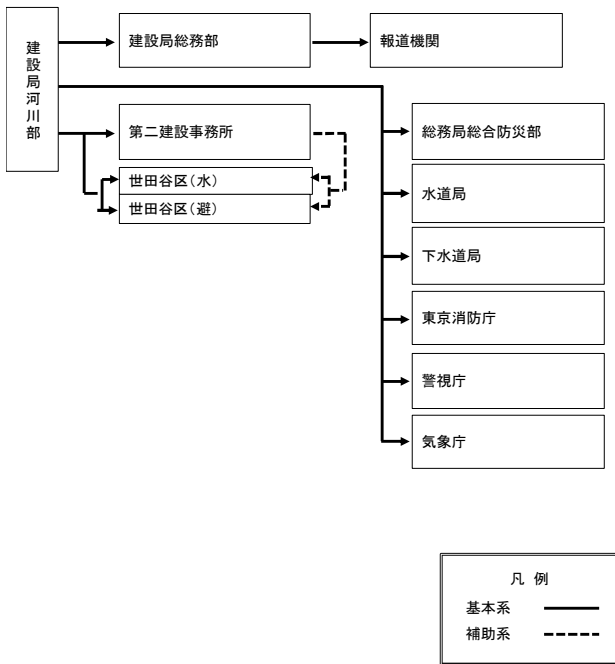 建設局河川部
建設局総務部
報道機関
第二建設事務所
世田谷区（水）
世田谷区（避）
総務局総合防災部
水道局
下水道局
東京消防庁
警視庁
気象庁
凡 例
基本系
補助系